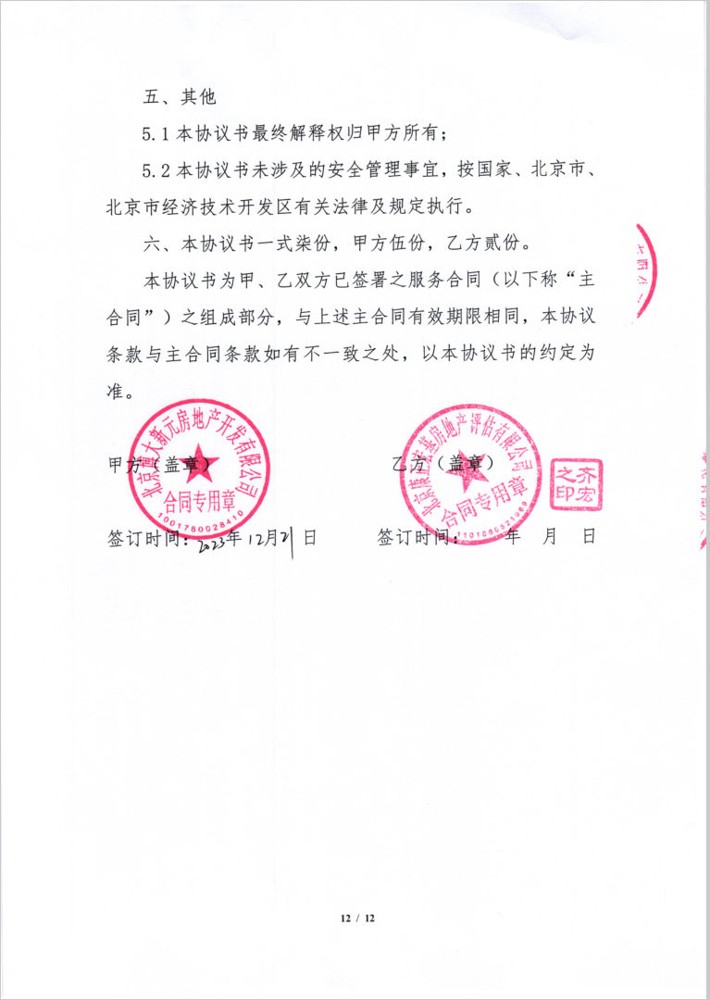 五、其他
5.1本协议书最终解释权归甲方所有；
5.2本协议书未涉及的安全管理事宜，按国家、北京市、
北京市经济技术开发区有关法律及规定执行。
六、本协议书一式柒份，甲方伍份，乙方贰份。
本协议书为甲、乙双方已签署之服务合同（以下称“主
合同”）之组成部分，与上述主合同有效期限相同，本协议
条款与主合同条款如有不一致之处，以本协议书的约定为
准。
北京博大新元房地产开发有限公司
甲方（盖章）
合同专用章
1001760028410
北京康正宏基房地产评估有限公司
乙方（盖章）
合同专用章
齐宏
之印
签订时间：2023年12月21日
签订时间： 年 月 日
12 / 12